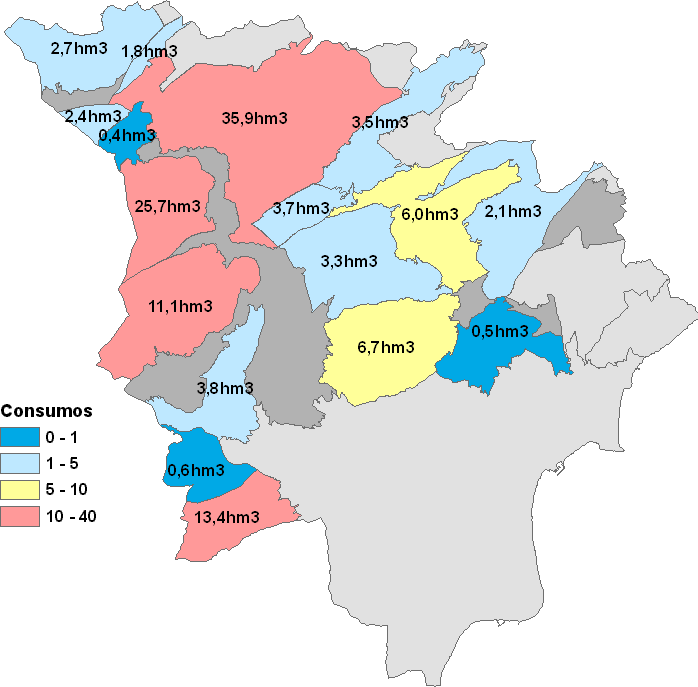 2,7hm3
1,8hm3
2,4hm3
0,4hm3
35,9hm3
3,5hm3
25,7hm3
3,7hm3
6,0hm3
2,1hm3
3,3hm3
11,1hm3
0,5hm3
6,7hm3
3,8hm3
Consumos
0 - 1
1 - 5
5 - 10
10 - 40
0,6hm3
13,4hm3